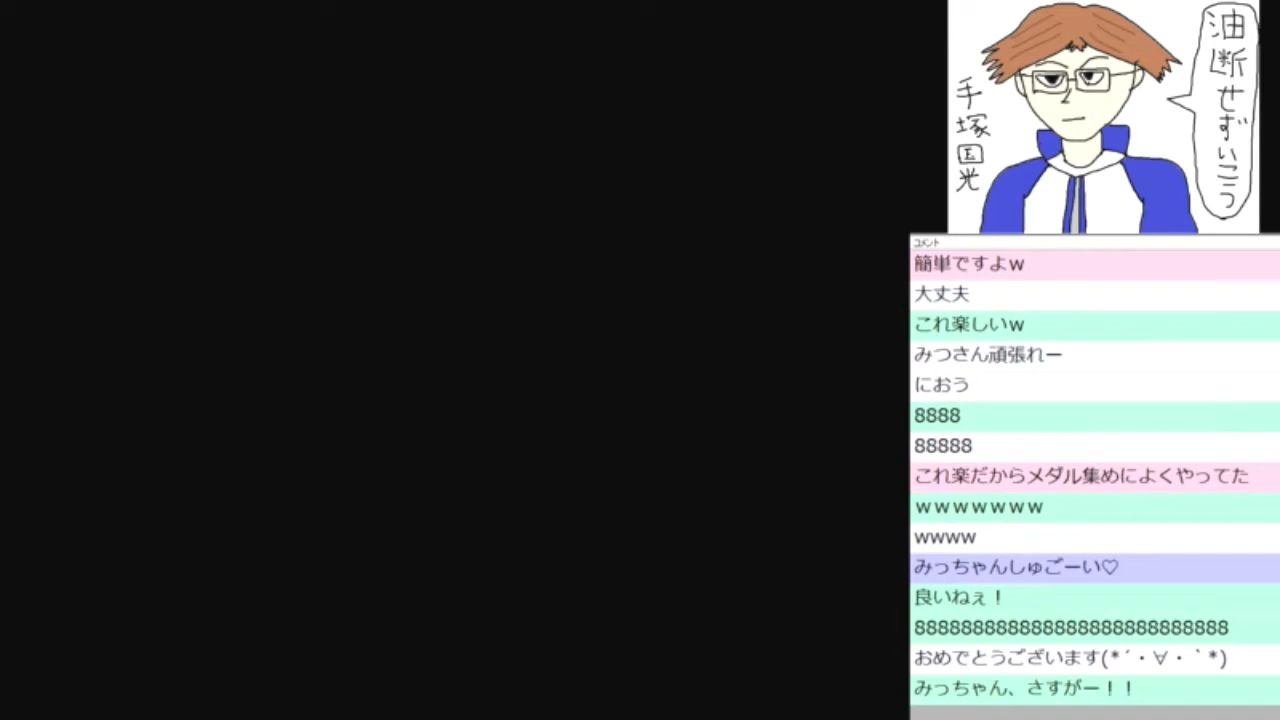 油断せずいこう
手塚国光
コメント
簡単ですよw
大丈夫
これ楽しいw
みつさん頑張れー
におう
8888
88888
これ楽だからメダル集めによくやってた
ｗｗｗｗｗｗｗ
wwww
みっちゃんしゅごーい♡
良いねぇ！
888888888888888888888888888
おめでとうございます(*´・∀・｀*)
みっちゃん、さすがー！！